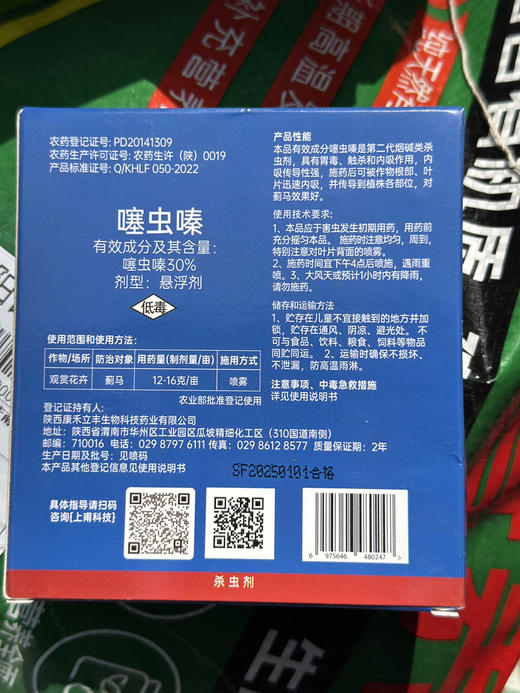 农药登记证号：PD20141309
农药生产许可证号：农药生许（陕）0019
产品标准证号：Q/KHLF 050-2022
噻虫嗪
有效成分及其含量：
噻虫嗪30%
剂型：悬浮剂
低毒
使用范围和使用方法：
作物/场所 防治对象 用药量(制剂量/亩) 施用方式
观赏花卉 蓟马 12-16克/亩 喷雾
农业部批准登记使用
登记证持有人：
陕西康禾立丰生物科技药业有限公司
地址：陕西省渭南市华州区工业园区瓜坡精细化工区（310国道南侧）
邮编：710016 电话：029 8797 6111 传真：029 8612 8577 质量保证期：2年
生产日期及批号：见喷码
本产品其他登记信息见使用说明书
SF20250101合格
产品性能
本品有效成分噻虫嗪是第二代烟碱类杀
虫剂，具有胃毒、触杀和内吸作用，内
吸传导性强，施药后可被作物根部、叶
片迅速内吸，并传导到植株各部位，对
蓟马效果好。
使用技术要求：
1、本品应于害虫发生初期用药，用药前
充分摇匀本品。 施药时注意均匀，周到，
特别注意对叶片背面的喷雾。
2、施药时间宜下午4点后喷施，遇雨重
喷。3、大风天或预计1小时内有降雨，
请勿施药。
储存和运输方法
1、贮存在儿童不宜接触到的地方并加
锁，贮存在通风、阴凉、避光处。 不
可与食品、饮料、粮食、饲料等物品
同贮同运。 2、运输时确保不损坏、
不泄漏，防高温雨淋。
注意事项、中毒急救措施
详见使用说明书
具体指导请扫码
咨询[上甫科技]
6 975646 480247 >
杀虫剂
补充营养
期高温
纯天然
有机质
生